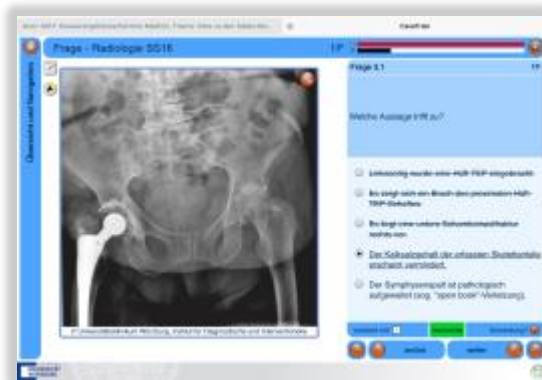 Frage - Radiologie SS16
1 P
Übersicht und Navigation
Frage 3.1
1 P
Welche Aussage trifft zu?
Linksseitig wurde eine Hüft-TEP eingebracht.
Es zeigt sich ein Bruch des proximalen Hüft-
TEP-Schaftes.
Es liegt eine untere Schambeinastfraktur
rechts vor.
Der Kalksalzgehalt der erfassten Skelettanteile
erscheint vermindert.
Der Symphysenspalt ist pathologisch
aufgeweitet (sog. "open book"-Verletzung).
zurück
weiter